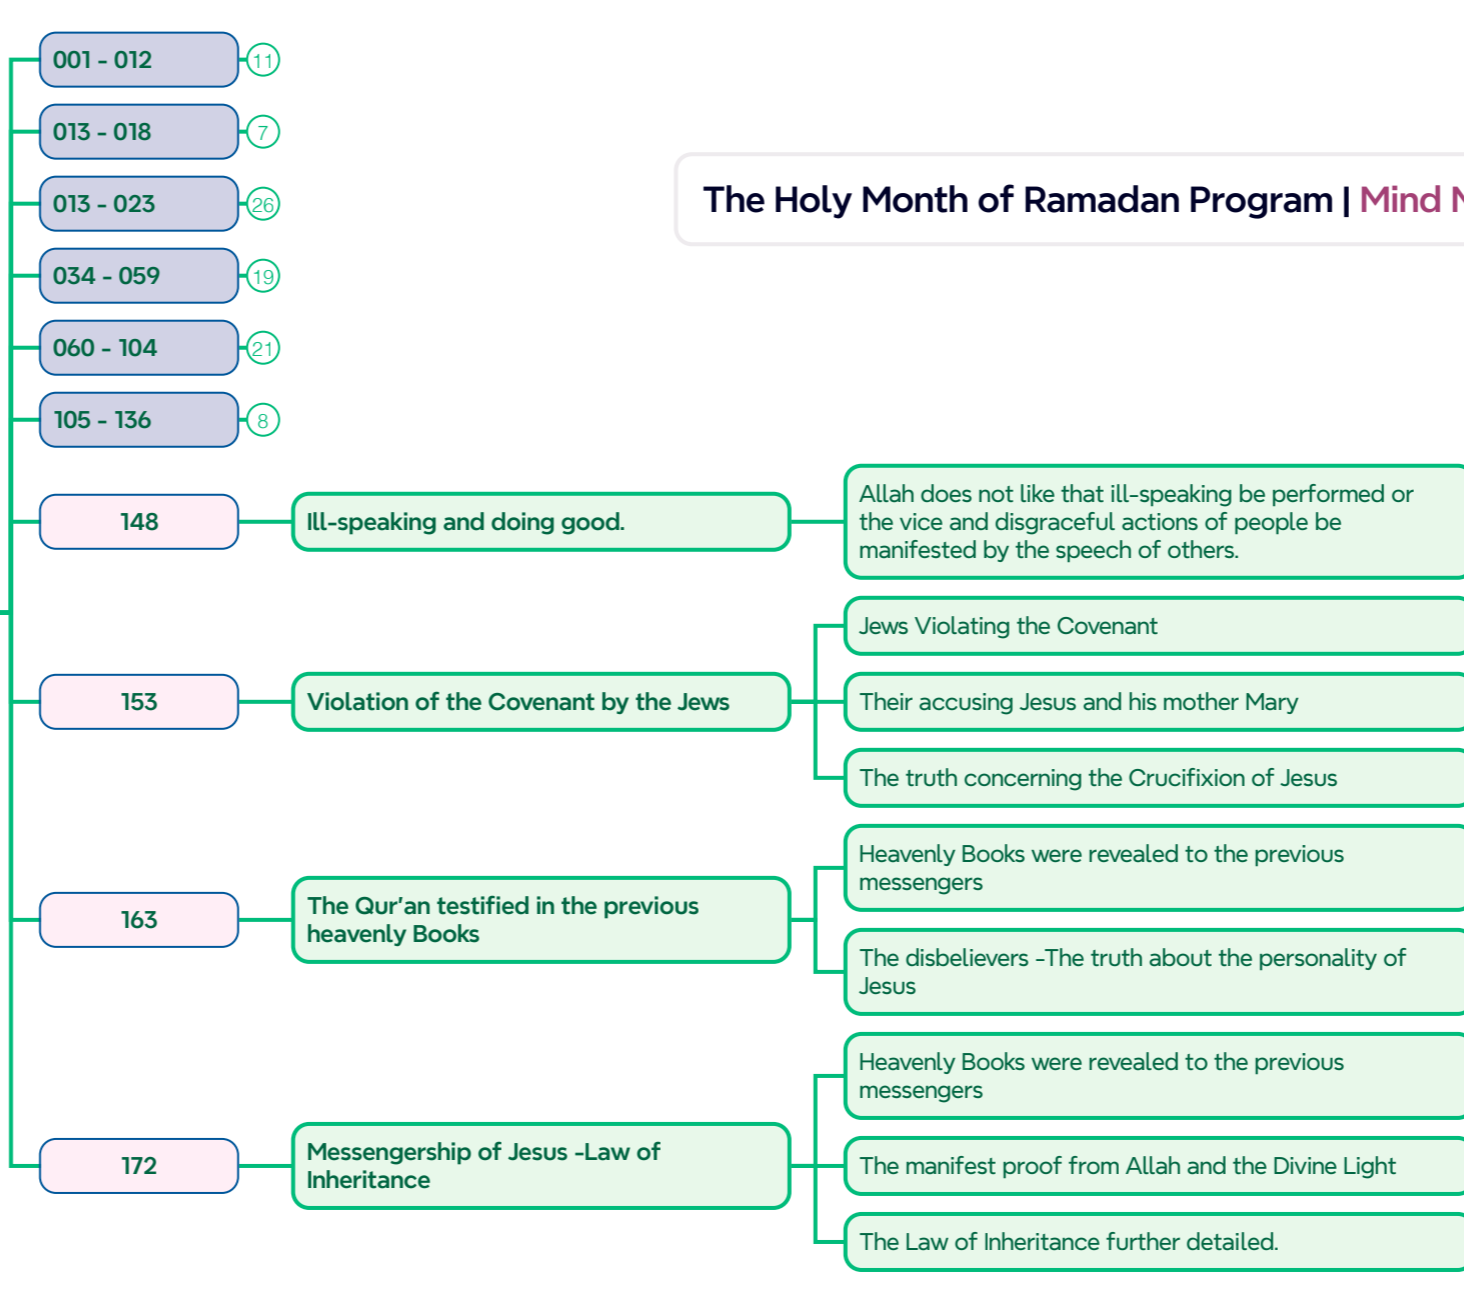 001 - 012
11
013 - 018
7
013 - 023
26
034 - 059
19
060 - 104
21
105 - 136
8
The Holy Month of Ramadan Program | Mind
148
Ill-speaking and doing good.
Allah does not like that ill-speaking be performed or
the vice and disgraceful actions of people be
manifested by the speech of others.
153
Violation of the Covenant by the Jews
Jews Violating the Covenant
Their accusing Jesus and his mother Mary
The truth concerning the Crucifixion of Jesus
163
The Qur'an testified in the previous
heavenly Books
Heavenly Books were revealed to the previous
messengers
The disbelievers -The truth about the personality of
Jesus
172
Messengership of Jesus -Law of
Inheritance
Heavenly Books were revealed to the previous
messengers
The manifest proof from Allah and the Divine Light
The Law of Inheritance further detailed.